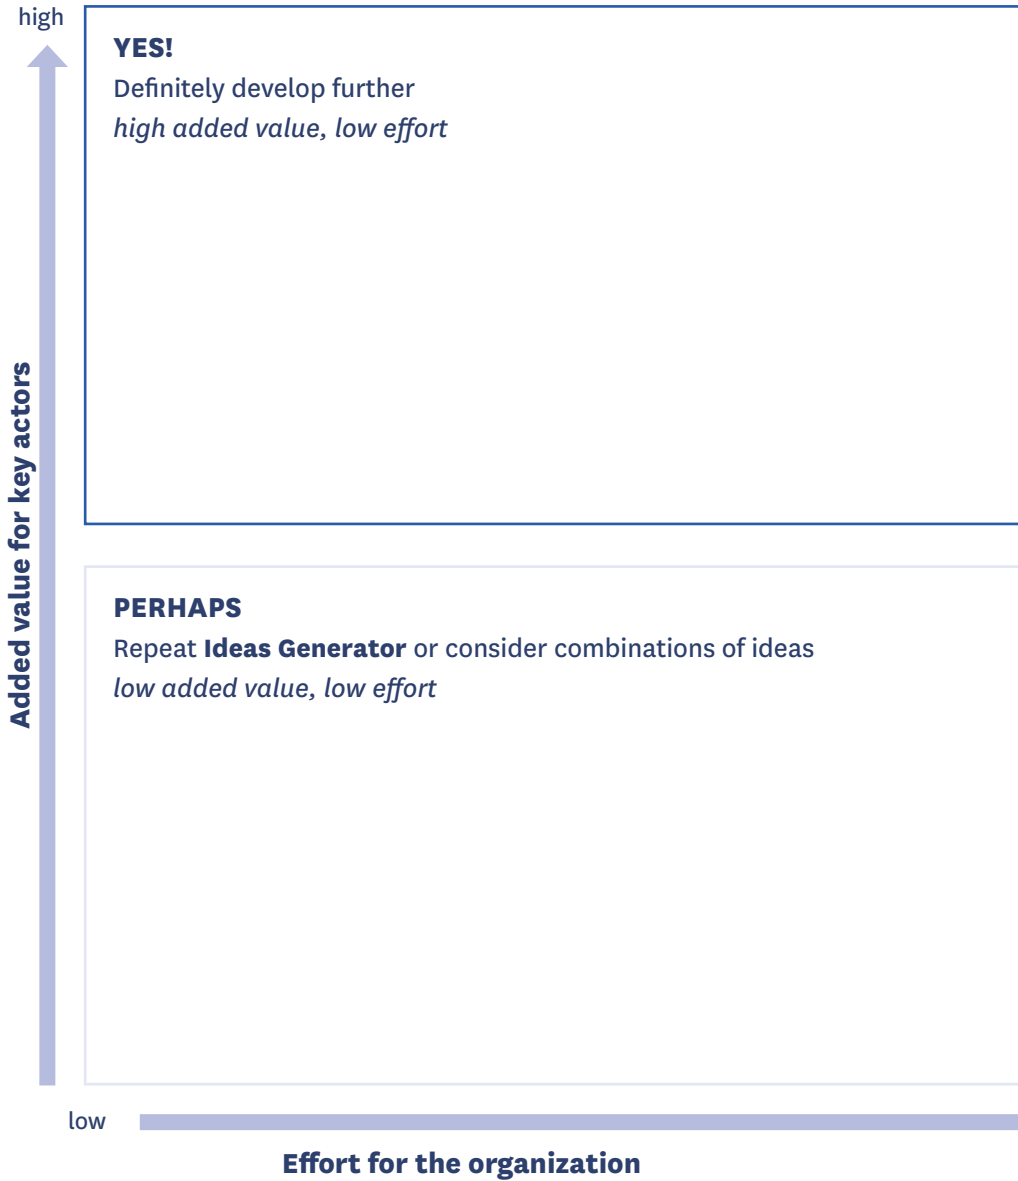 high
YES!
Definitely develop further
high added value, low effort
Added value for key actors
PERHAPS
Repeat Ideas Generator or consider combinations of ideas
low added value, low effort
low
Effort for the organization